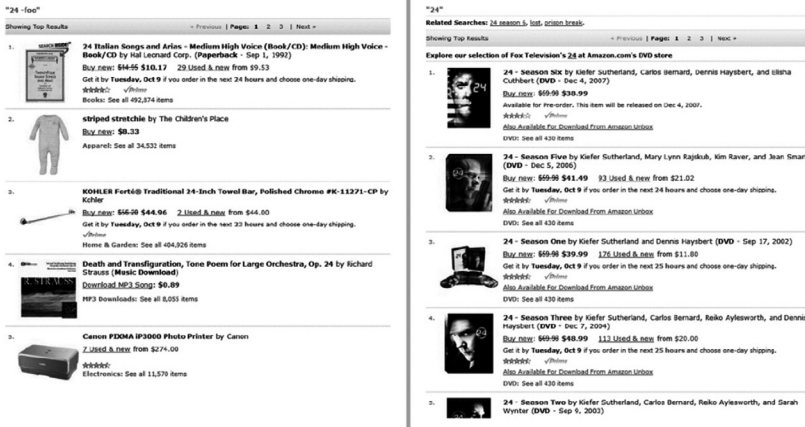 "24 -foo"
Showing Top Results
« Previous | Page: 1 2 3 | Next »
1.
24 Italian Songs and Arias - Medium High Voice (Book/CD): Medium High Voice -
Book/CD by Hal Leonard Corp. (Paperback - Sep 1, 1992)
Buy new: $14.95 $10.17 29 Used & new from $9.53
Get it by Tuesday, Oct 9 if you order in the next 24 hours and choose one-day shipping.
Prime
Books: See all 492,874 items
2.
striped stretchie by The Children's Place
Buy new: $8.33
Apparel: See all 34,532 items
3.
KOHLER Forté® Traditional 24-Inch Towel Bar, Polished Chrome #K-11271-CP by
Kohler
Buy new: $56.20 $44.96 2 Used & new from $44.00
Get it by Tuesday, Oct 9 if you order in the next 23 hours and choose one-day shipping.
Prime
Home & Garden: See all 404,926 items
4.
Death and Transfiguration, Tone Poem for Large Orchestra, Op. 24 by Richard
Strauss (Music Download)
Download MP3 Song: $0.89
MP3 Downloads: See all 8,055 items
R. STRAUSS
5.
Canon PIXMA iP3000 Photo Printer by Canon
7 Used & new from $274.00
Electronics: See all 11,570 items
"24"
Related Searches: 24 season 6, lost, prison break.
Showing Top Results
« Previous | Page: 1 2 3 | Next »
Explore our selection of Fox Television's 24 at Amazon.com's DVD store
1.
24 - Season Six by Kiefer Sutherland, Carlos Bernard, Dennis Haysbert, and Elisha
Cuthbert (DVD - Dec 4, 2007)
Buy new: $69.98 $38.99
Available for Pre-order. This item will be released on Dec 4, 2007.
Prime
Also Available For Download From Amazon Unbox
DVD: See all 430 items
24
2.
24 - Season Five by Kiefer Sutherland, Mary Lynn Rajskub, Kim Raver, and Jean Smar
(DVD - Dec 5, 2006)
Buy new: $69.98 $41.49 93 Used & new from $21.02
Get it by Tuesday, Oct 9 if you order in the next 24 hours and choose one-day shipping.
Prime
Also Available For Download From Amazon Unbox
DVD: See all 430 items
24
3.
24 - Season One by Kiefer Sutherland and Dennis Haysbert (DVD - Sep 17, 2002)
Buy new: $69.98 $39.99 176 Used & new from $11.80
Get it by Tuesday, Oct 9 if you order in the next 25 hours and choose one-day shipping.
Prime
Also Available For Download From Amazon Unbox
DVD: See all 430 items
4.
24 - Season Three by Kiefer Sutherland, Carlos Bernard, Reiko Aylesworth, and Dennis
Haysbert (DVD - Dec 7, 2004)
Buy new: $69.98 $48.99 113 Used & new from $20.00
Get it by Tuesday, Oct 9 if you order in the next 25 hours and choose one-day shipping.
Prime
Also Available For Download From Amazon Unbox
DVD: See all 430 items
24
5.
24 - Season Two by Kiefer Sutherland, Carlos Bernard, Reiko Aylesworth, and Sarah
Wynter (DVD - Sep 9, 2003)